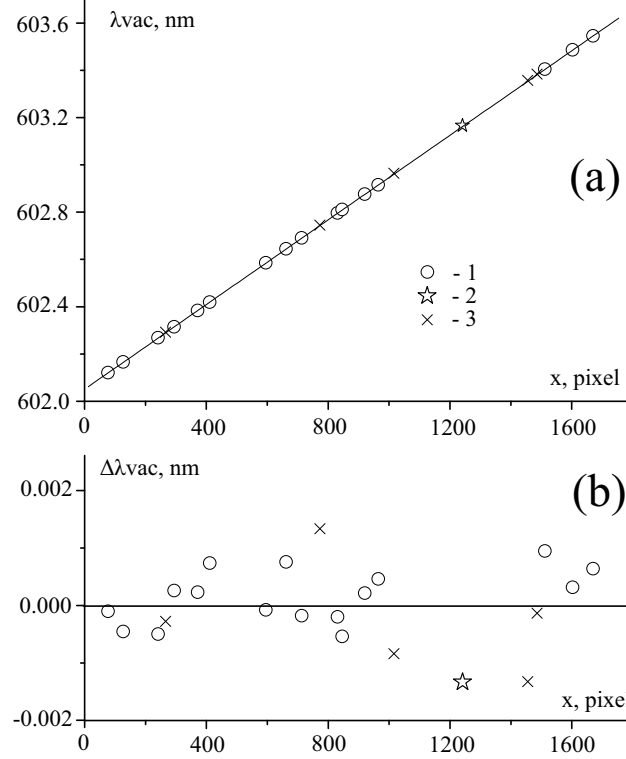 λvac, nm
603.6
603.2
602.8
602.4
602.0
(a)
- 1
- 2
- 3
x, pixel
0 400 800 1200 1600
Δλvac, nm
(b)
0.002
0.000
-0.002
x, pixe
0 400 800 1200 1600